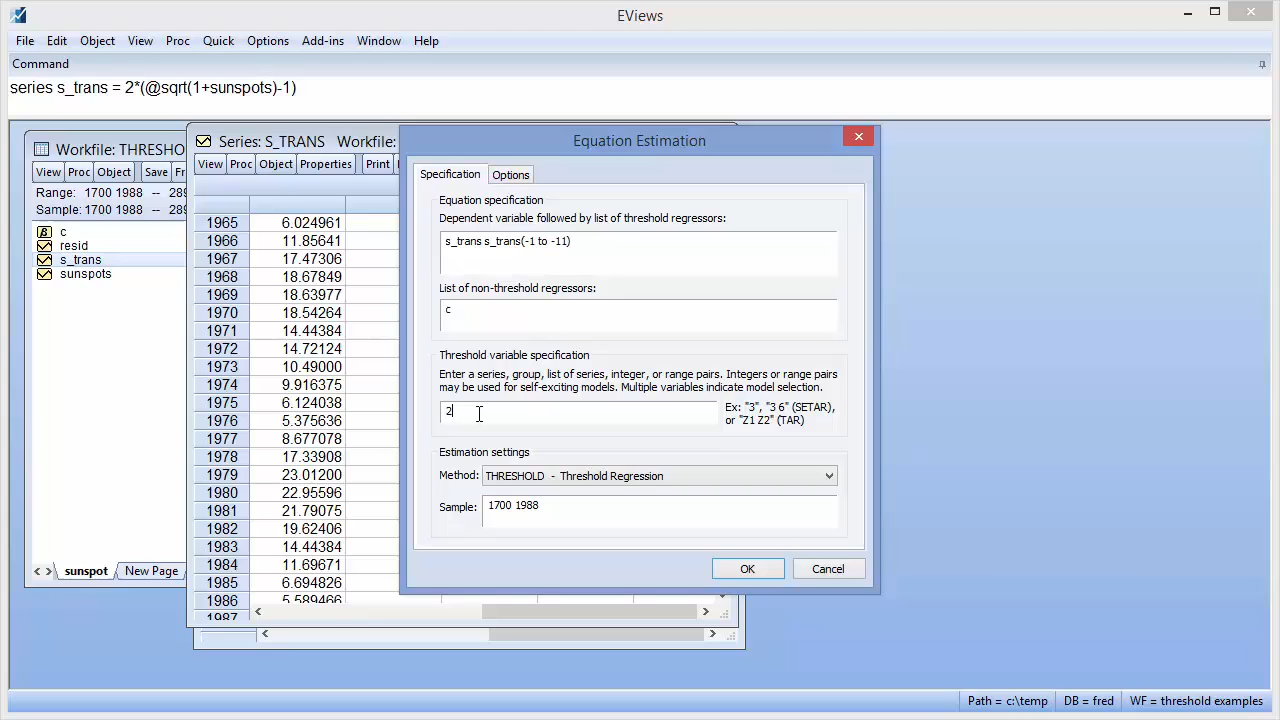 EViews
File Edit Object View Proc Quick Options Add-ins Window Help
Command
series s_trans = 2*(@sqrt(1+sunspots)-1)
Workfile: THRESHO
View Proc Object Save Fr
Range: 1700 1988 -- 289
Sample: 1700 1988 -- 289
c
resid
s_trans
sunspots
sunspot New Page
Series: S_TRANS Workfile:
View Proc Object Properties Print
1965 6.024961
1966 11.85641
1967 17.47306
1968 18.67849
1969 18.63977
1970 18.54264
1971 14.44384
1972 14.72124
1973 10.49000
1974 9.916375
1975 6.124038
1976 5.375636
1977 8.677078
1978 17.33908
1979 23.01200
1980 22.95596
1981 21.79075
1982 19.62406
1983 14.44384
1984 11.69671
1985 6.694826
1986 5.589466
1987
Equation Estimation
Specification Options
Equation specification
Dependent variable followed by list of threshold regressors:
s_trans s_trans(-1 to -11)
List of non-threshold regressors:
c
Threshold variable specification
Enter a series, group, list of series, integer, or range pairs. Integers or range pairs
may be used for self-exciting models. Multiple variables indicate model selection.
2
Ex: "3", "3 6" (SETAR),
or "Z1 Z2" (TAR)
Estimation settings
Method: THRESHOLD - Threshold Regression
Sample: 1700 1988
OK Cancel
Path = c:\temp DB = fred WF = threshold examples